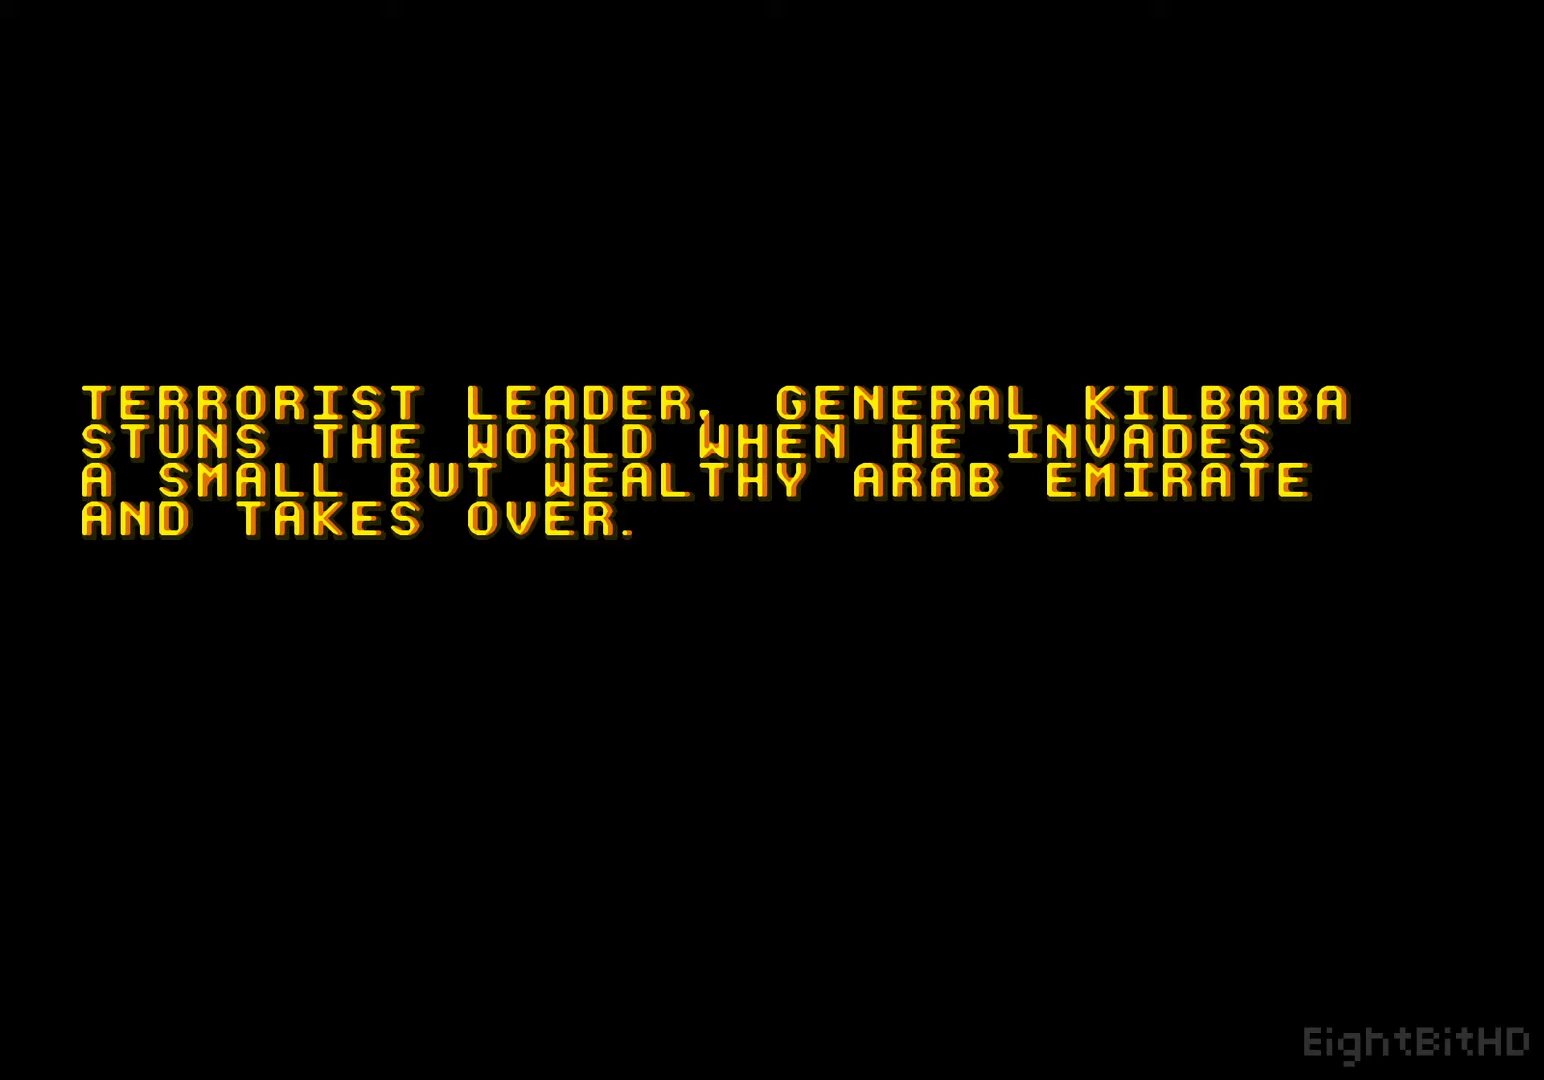 TERRORIST LEADER, GENERAL KILBABA
STUNS THE WORLD WHEN HE INVADES
A SMALL BUT WEALTHY ARAB EMIRATE
AND TAKES OVER.
EightBitHD